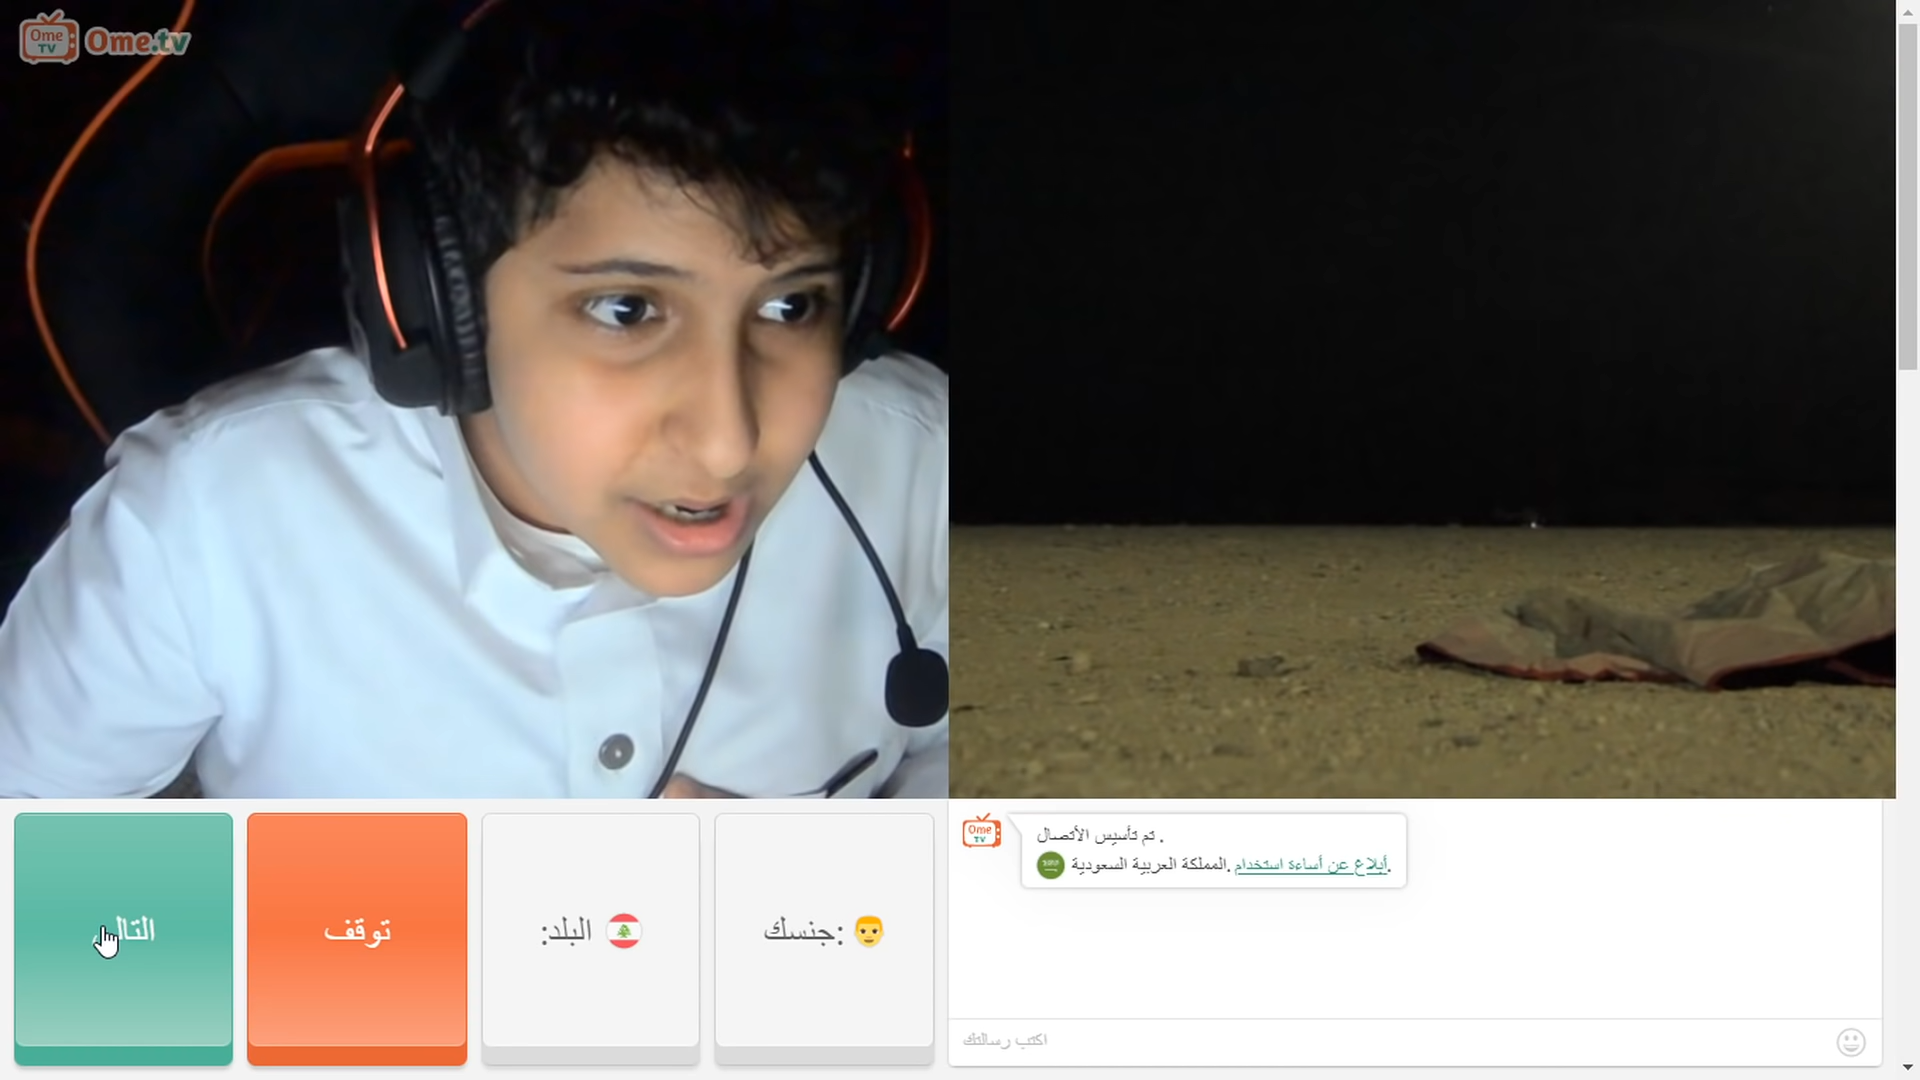 Ome TV Ome.tv
التالي
توقف
البلد:
جنسك:
Ome TV
تم تأسيس الأتصال.
المملكة العربية السعودية. أبلاغ عن أساءة استخدام.
اكتب رسالتك